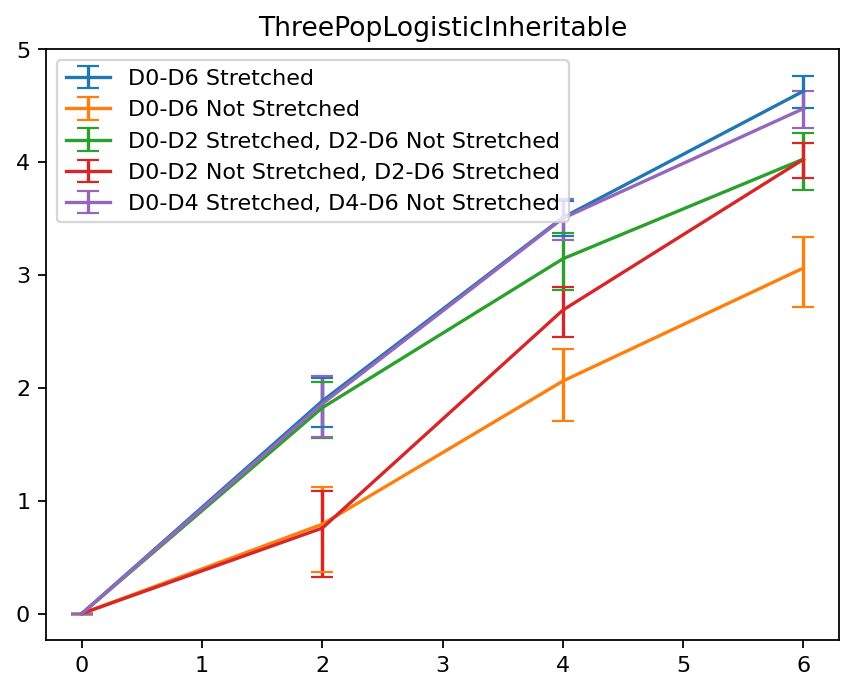 ThreePopLogisticInheritable
D0-D6 Stretched
D0-D6 Not Stretched
D0-D2 Stretched, D2-D6 Not Stretched
D0-D2 Not Stretched, D2-D6 Stretched
D0-D4 Stretched, D4-D6 Not Stretched
5
4
3
2
1
0
0 1 2 3 4 5 6